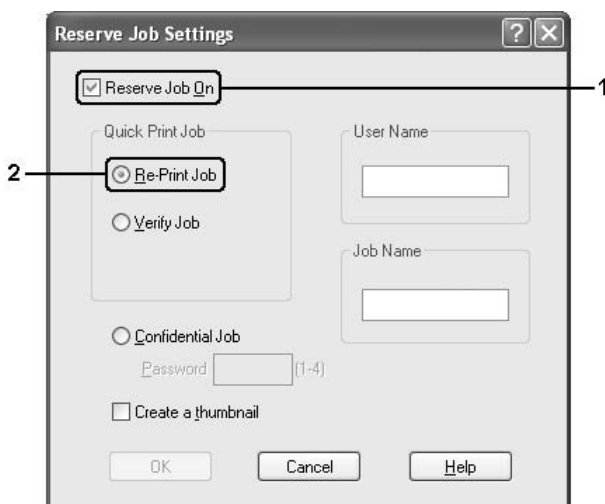 Reserve Job Settings
Reserve Job On
1
Quick Print Job
User Name
2
Re-Print Job
Verify Job
Job Name
Confidential Job
Password
(1-4)
Create a thumbnail
OK
Cancel
Help